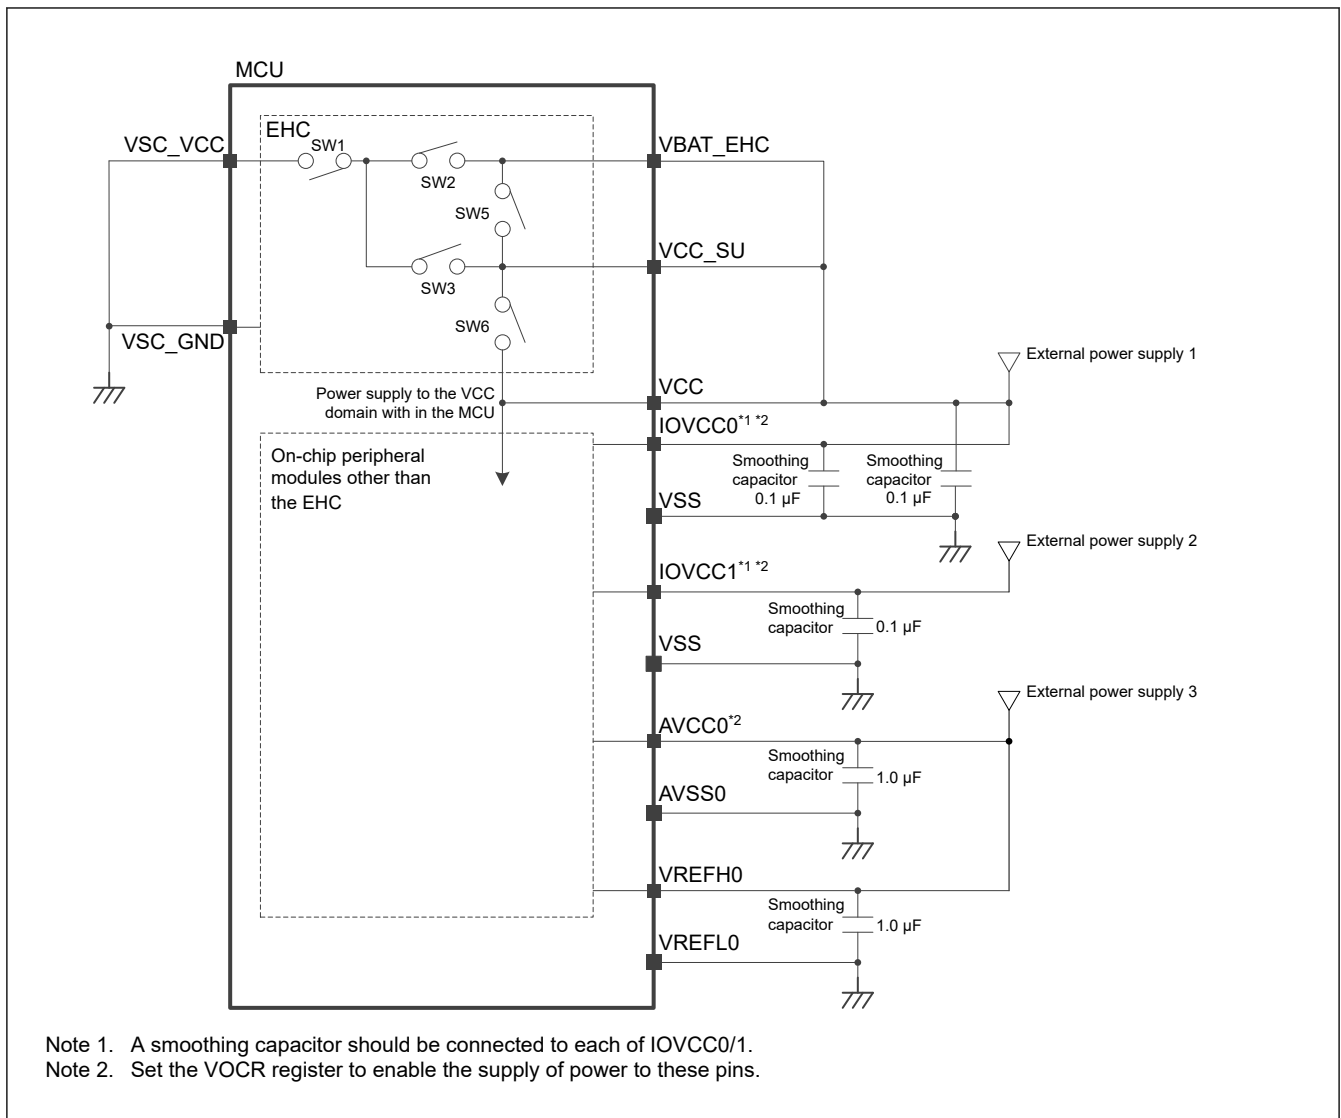 MCU
EHC
SW1
VSC_VCC
VBAT_EHC
SW2
SW5
VCC_SU
SW3
SW6
VSC_GND
External power supply 1
Power supply to the VCC
domain with in the MCU
VCC
IOVCC0*1 *2
On-chip peripheral
modules other than
the EHC
Smoothing
capacitor
0.1 µF
Smoothing
capacitor
0.1 µF
VSS
External power supply 2
IOVCC1*1 *2
Smoothing
capacitor
0.1 µF
VSS
External power supply 3
AVCC0*2
Smoothing
capacitor
1.0 µF
AVSS0
VREFH0
Smoothing
capacitor
1.0 µF
VREFL0
Note 1. A smoothing capacitor should be connected to each of IOVCC0/1.
Note 2. Set the VOCR register to enable the supply of power to these pins.